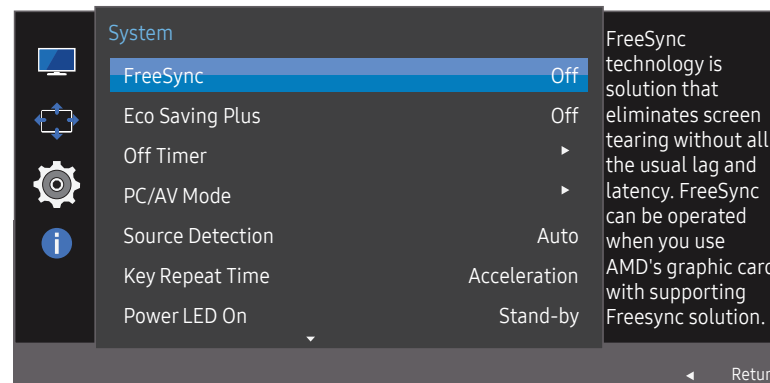 System
FreeSync Off
Eco Saving Plus Off
Off Timer
PC/AV Mode
Source Detection Auto
Key Repeat Time Acceleration
Power LED On Stand-by
FreeSync
technology is
solution that
eliminates screen
tearing without all
the usual lag and
latency. FreeSync
can be operated
when you use
AMD's graphic card
with supporting
Freesync solution.
Retur